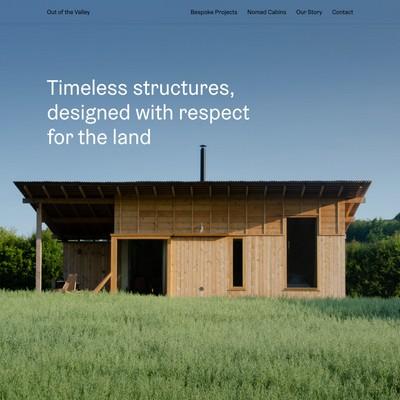 Out of the Valley
Bespoke Projects
Nomad Cabins
Our Story
Contact
Timeless structures,
designed with respect
for the land